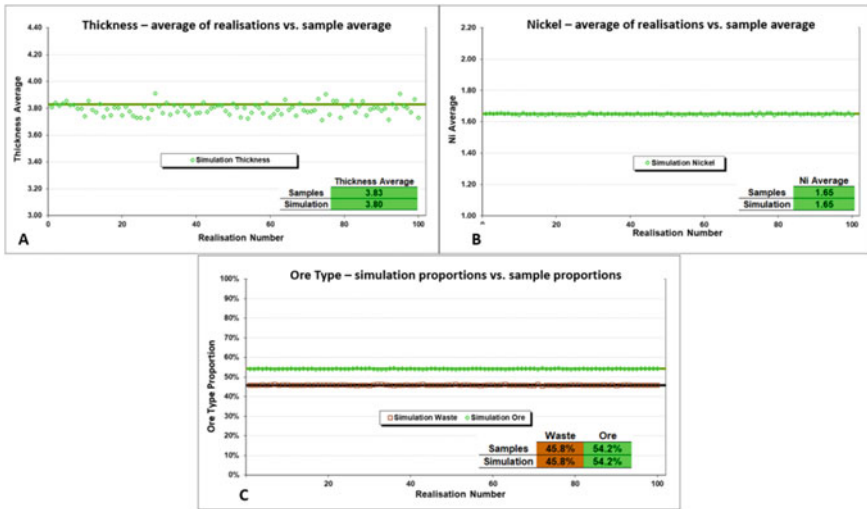 Thickness – average of realisations vs. sample average
4.40
4.20
4.00
3.80
3.60
3.40
3.20
3.00
Thickness Average
Simulation Thickness
Thickness Average
Samples 3.83
Simulation 3.80
0 20 40 60 80 100
Realisation Number
A
Nickel – average of realisations vs. sample average
2.40
2.20
2.00
1.80
1.60
1.40
1.20
1.00
Ni Average
Simulation Nickel
Ni Average
Samples 1.65
Simulation 1.65
0 20 40 60 80 100
Realisation Number
B
Ore Type – simulation proportions vs. sample proportions
100%
90%
80%
70%
60%
50%
40%
30%
20%
10%
0%
Ore Type Proportion
Simulation Waste Simulation Ore
Waste Ore
Samples 45.8% 54.2%
Simulation 45.8% 54.2%
0 20 40 60 80 100
Realisation Number
C